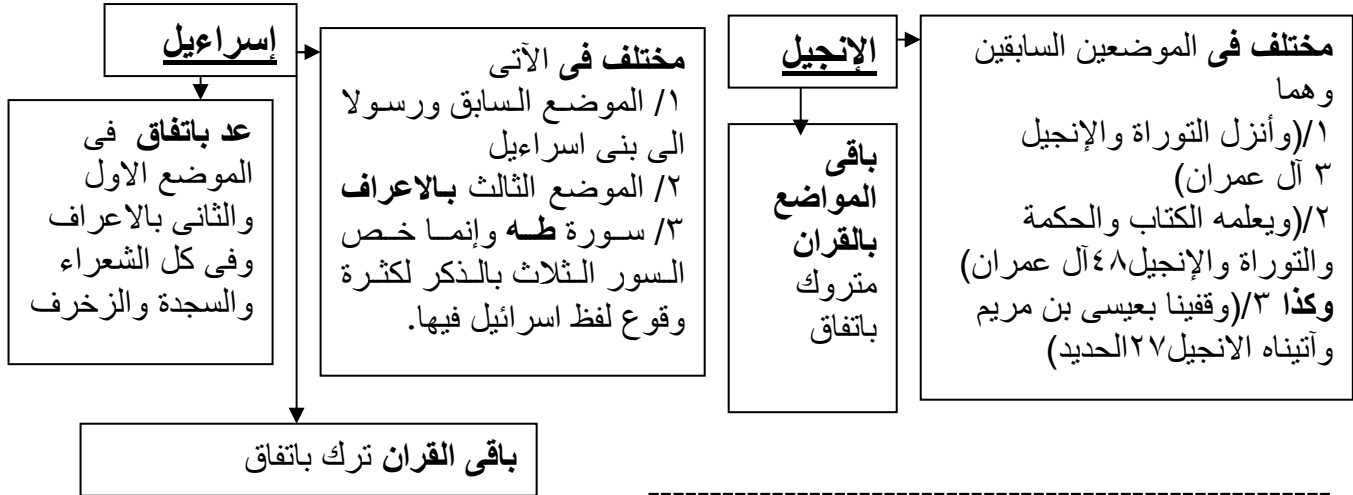 الإنجيل
مختلف فى الموضعين السابقين
وهما
١/(وأنزل التوراة والإنجيل
٣ آل عمران)
٢/(ويعلمه الكتاب والحكمة
والتوراة والإنجيل٤٨آل عمران)
وكذا ٣/(وقفينا بعيسى بن مريم
وآتيناه الانجيل٢٧الحديد)
باقى
المواضع
بالقران
متروك
باتفاق
إسراءيل
مختلف فى الآتى
١/ الموضع السابق ورسولا
الى بنى اسراءيل
٢/ الموضع الثالث بالاعراف
٣/ سورة طه وإنما خص
السور الثلاث بالذكر لكثرة
وقوع لفظ اسرائيل فيها.
عد باتفاق فى
الموضع الاول
والثانى بالاعراف
وفى كل الشعراء
والسجدة والزخرف
باقى القران ترك باتفاق